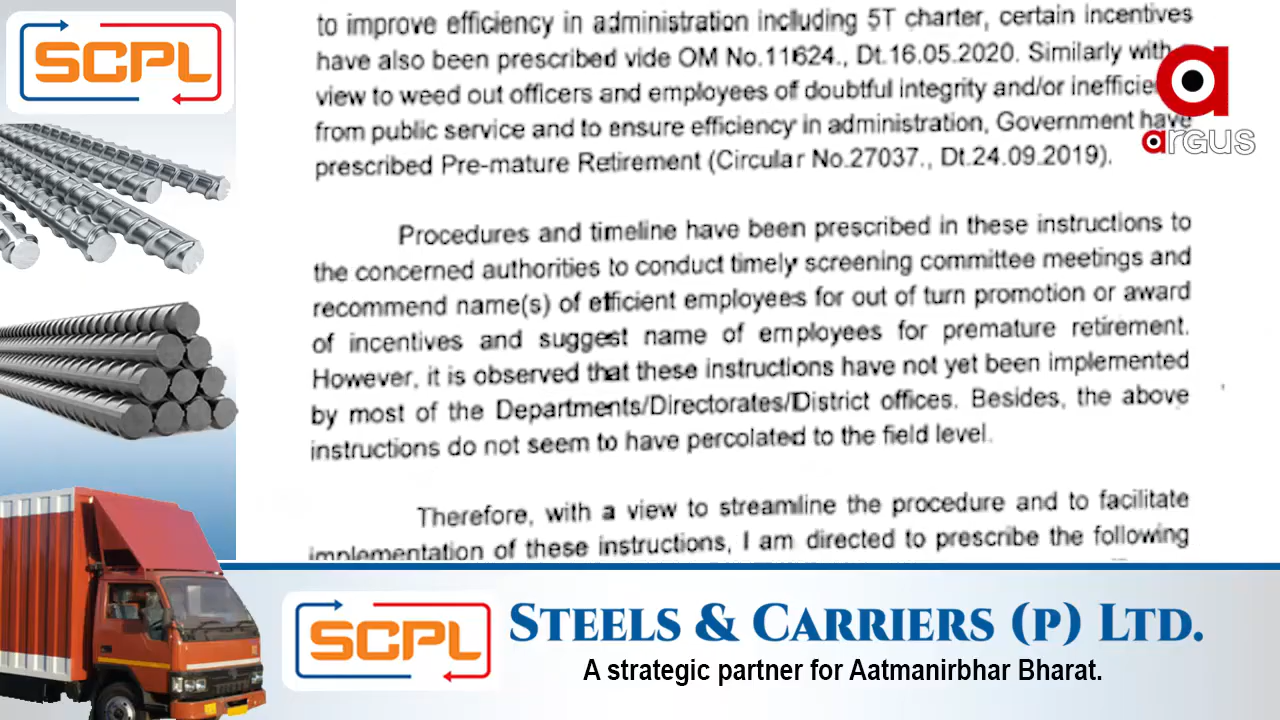 SCPL
to improve efficiency in administration including 5T charter, certain incentives
have also been prescribed vide OM No.11624., Dt.16.05.2020. Similarly with
view to weed out officers and employees of doubtful integrity and/or
from public service and to ensure efficiency in administration, Government have
prescribed Pre-mature Retirement (Circular No.27037., Dt.24.09.2019).
argus
Procedures and timeline have been prescribed in these instructions to
the concerned authorities to conduct timely screening committee meetings and
recommend name(s) of efficient employees for out of turn promotion or award
of incentives and suggest name of employees for premature retirement.
However, it is observed that these instructions have not yet been implemented
by most of the Departments/Directorates/District offices. Besides, the above
instructions do not seem to have percolated to the field level.
Therefore, with a view to streamline the procedure and to facilitate
implementation of these instructions, I am directed to prescribe the following
SCPL
STEELS & CARRIERS (P) LTD.
A strategic partner for Aatmanirbhar Bharat.